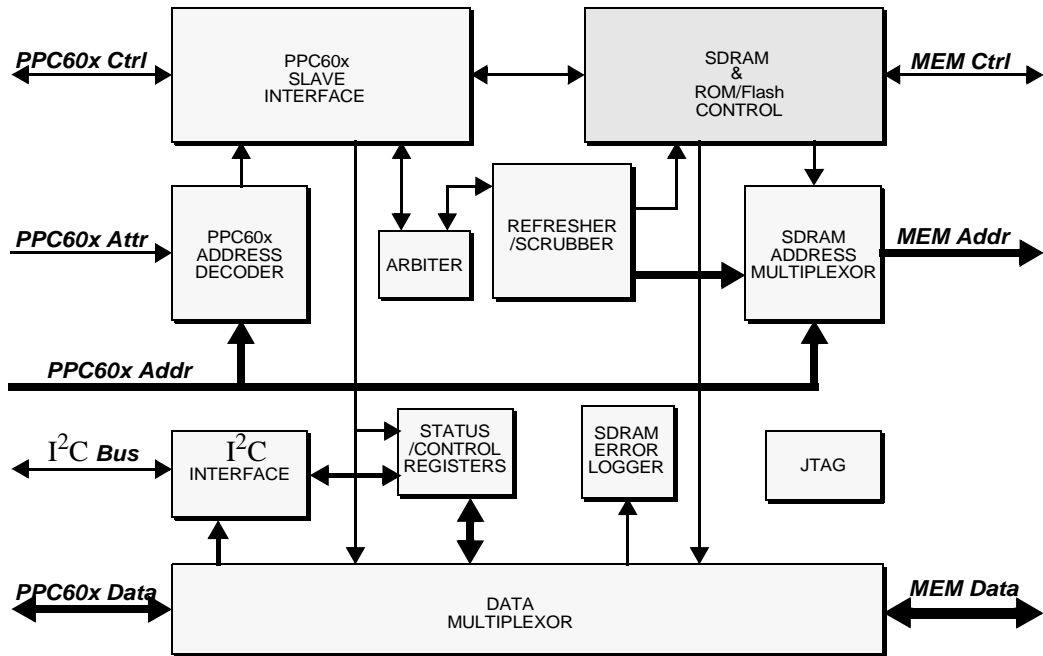 PPC60x Ctrl
PPC60x
SLAVE
INTERFACE
SDRAM
&
ROM/Flash
CONTROL
MEM Ctrl
PPC60x Attr
PPC60x
ADDRESS
DECODER
ARBITER
REFRESHER
/SCRUBBER
SDRAM
ADDRESS
MULTIPLEXOR
MEM Addr
PPC60x Addr
I²C Bus
I²C
INTERFACE
STATUS
/CONTROL
REGISTERS
SDRAM
ERROR
LOGGER
JTAG
PPC60x Data
DATA
MULTIPLEXOR
MEM Data